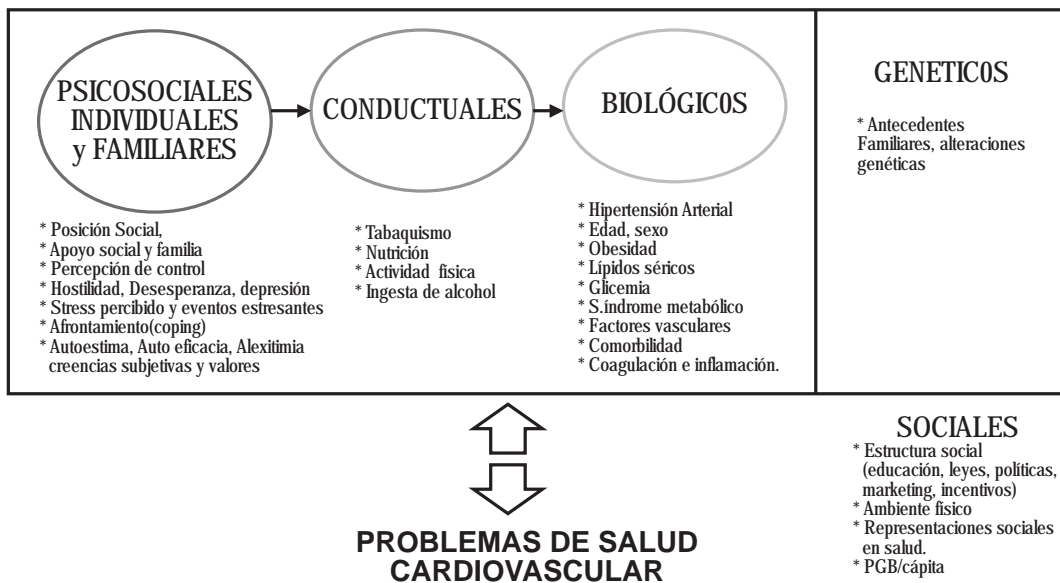 PSICOSOCIALES
INDIVIDUALES
y FAMILIARES
CONDUCTUALES
BIOLÓGIC0S
GENETIC0S
* Posición Social,
* Apoyo social y familia
* Percepción de control
* Hostilidad, Desesperanza, depresión
* Stress percibido y eventos estresantes
* Afrontamiento(coping)
* Autoestima, Auto eficacia, Alexitimia
creencias subjetivas y valores
* Tabaquismo
* Nutrición
* Actividad física
* Ingesta de alcohol
* Hipertensión Arterial
* Edad, sexo
* Obesidad
* Lípidos séricos
* Glicemia
* S.índrome metabólico
* Factores vasculares
* Comorbilidad
* Coagulación e inflamación.
* Antecedentes
Familiares, alteraciones
genéticas
SOCIALES
* Estructura social
(educación, leyes, políticas,
marketing, incentivos)
* Ambiente físico
* Representaciones sociales
en salud.
* PGB/cápita
PROBLEMAS DE SALUD
CARDIOVASCULAR